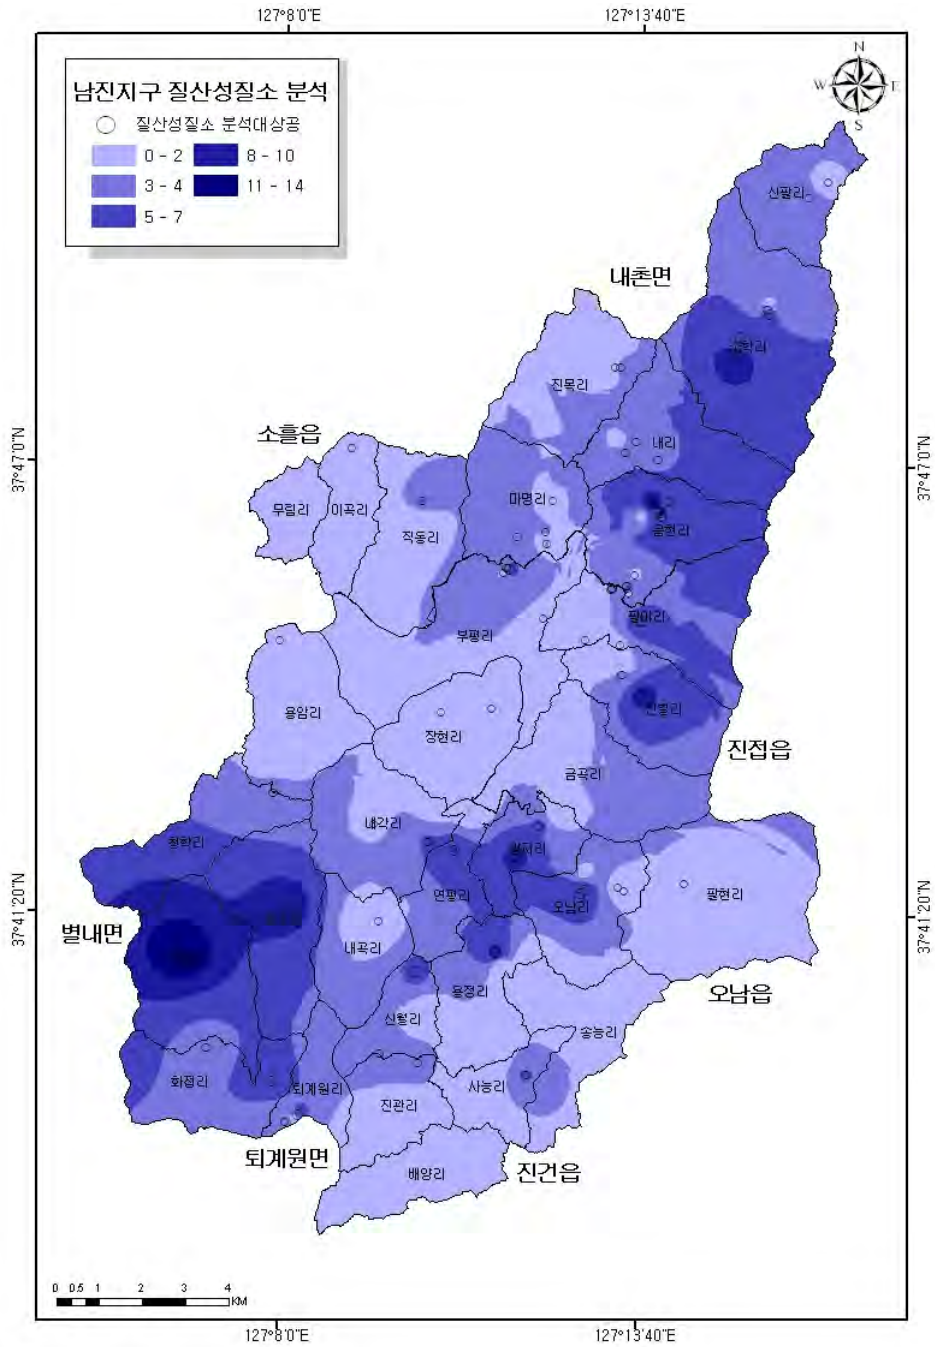 127°8'0"E
127°13'40"E
N
W
E
S
남진지구 질산성질소 분석
질산성질소 분석대상공
0 - 2
8 - 10
3 - 4
11 - 14
5 - 7
신팔리
내촌면
진목리
소흘읍
내리
37°47'0"N
37°47'0"N
무림리
이곡리
직동리
마명리
음현리
부평리
팔야리
용암리
장현리
진벌리
진접읍
금곡리
내각리
청학리
연평리
오남리
팔현리
37°41'20"N
37°41'20"N
별내면
내곡리
용정리
오남읍
신월리
송능리
화접리
퇴계원리
사능리
진관리
퇴계원면
배양리
진건읍
0 0.5 1 2 3 4
KM
127°8'0"E
127°13'40"E